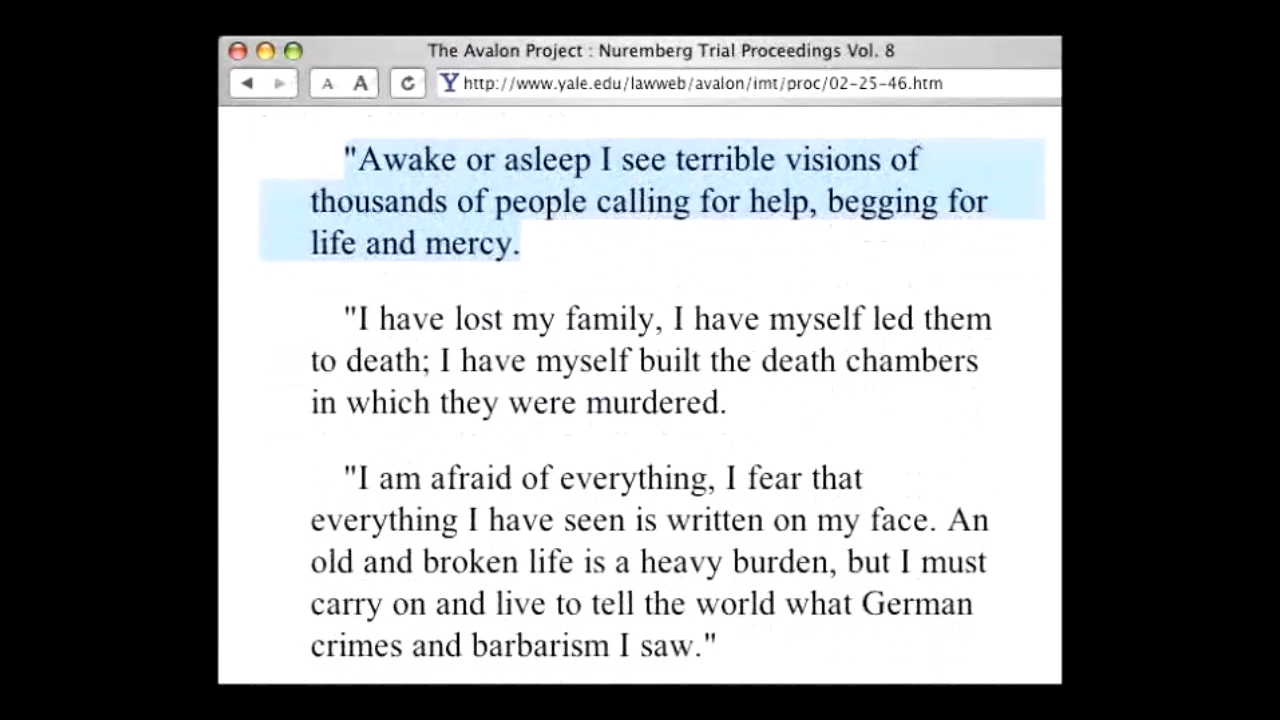 The Avalon Project : Nuremberg Trial Proceedings Vol. 8
A A http://www.yale.edu/lawweb/avalon/imt/proc/02-25-46.htm
"Awake or asleep I see terrible visions of
thousands of people calling for help, begging for
life and mercy.
"I have lost my family, I have myself led them
to death; I have myself built the death chambers
in which they were murdered.
"I am afraid of everything, I fear that
everything I have seen is written on my face. An
old and broken life is a heavy burden, but I must
carry on and live to tell the world what German
crimes and barbarism I saw."